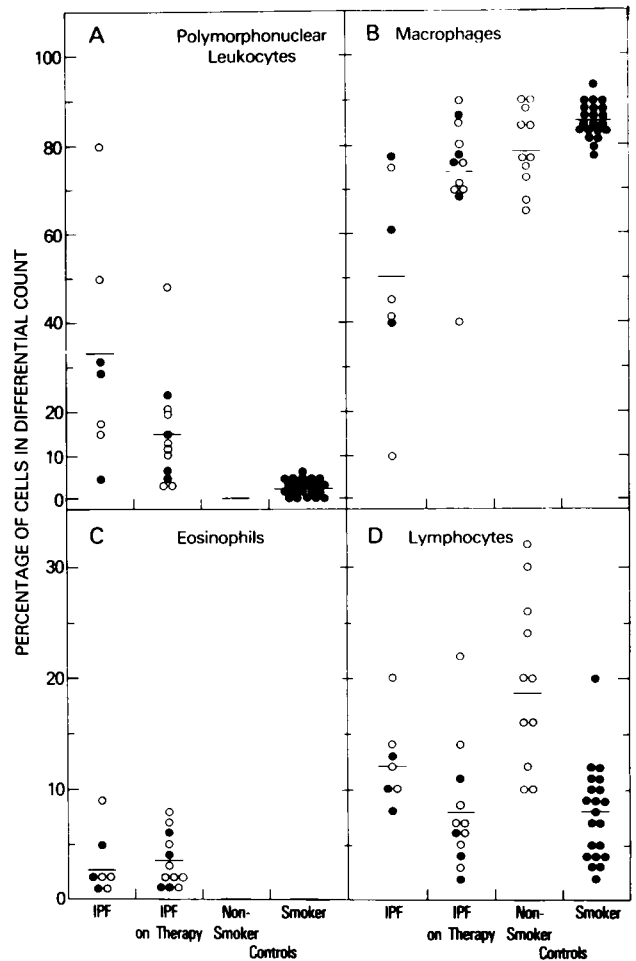 A
Polymorphonuclear
Leukocytes
B Macrophages
PERCENTAGE OF CELLS IN DIFFERENTIAL COUNT
100
80
60
40
20
10
0
C Eosinophils
D Lymphocytes
30
20
10
0
IPF
IPF
on Therapy
Non-
Smoker
Smoker
Controls
IPF
IPF
on Therapy
Non-
Smoker
Smoker
Controls